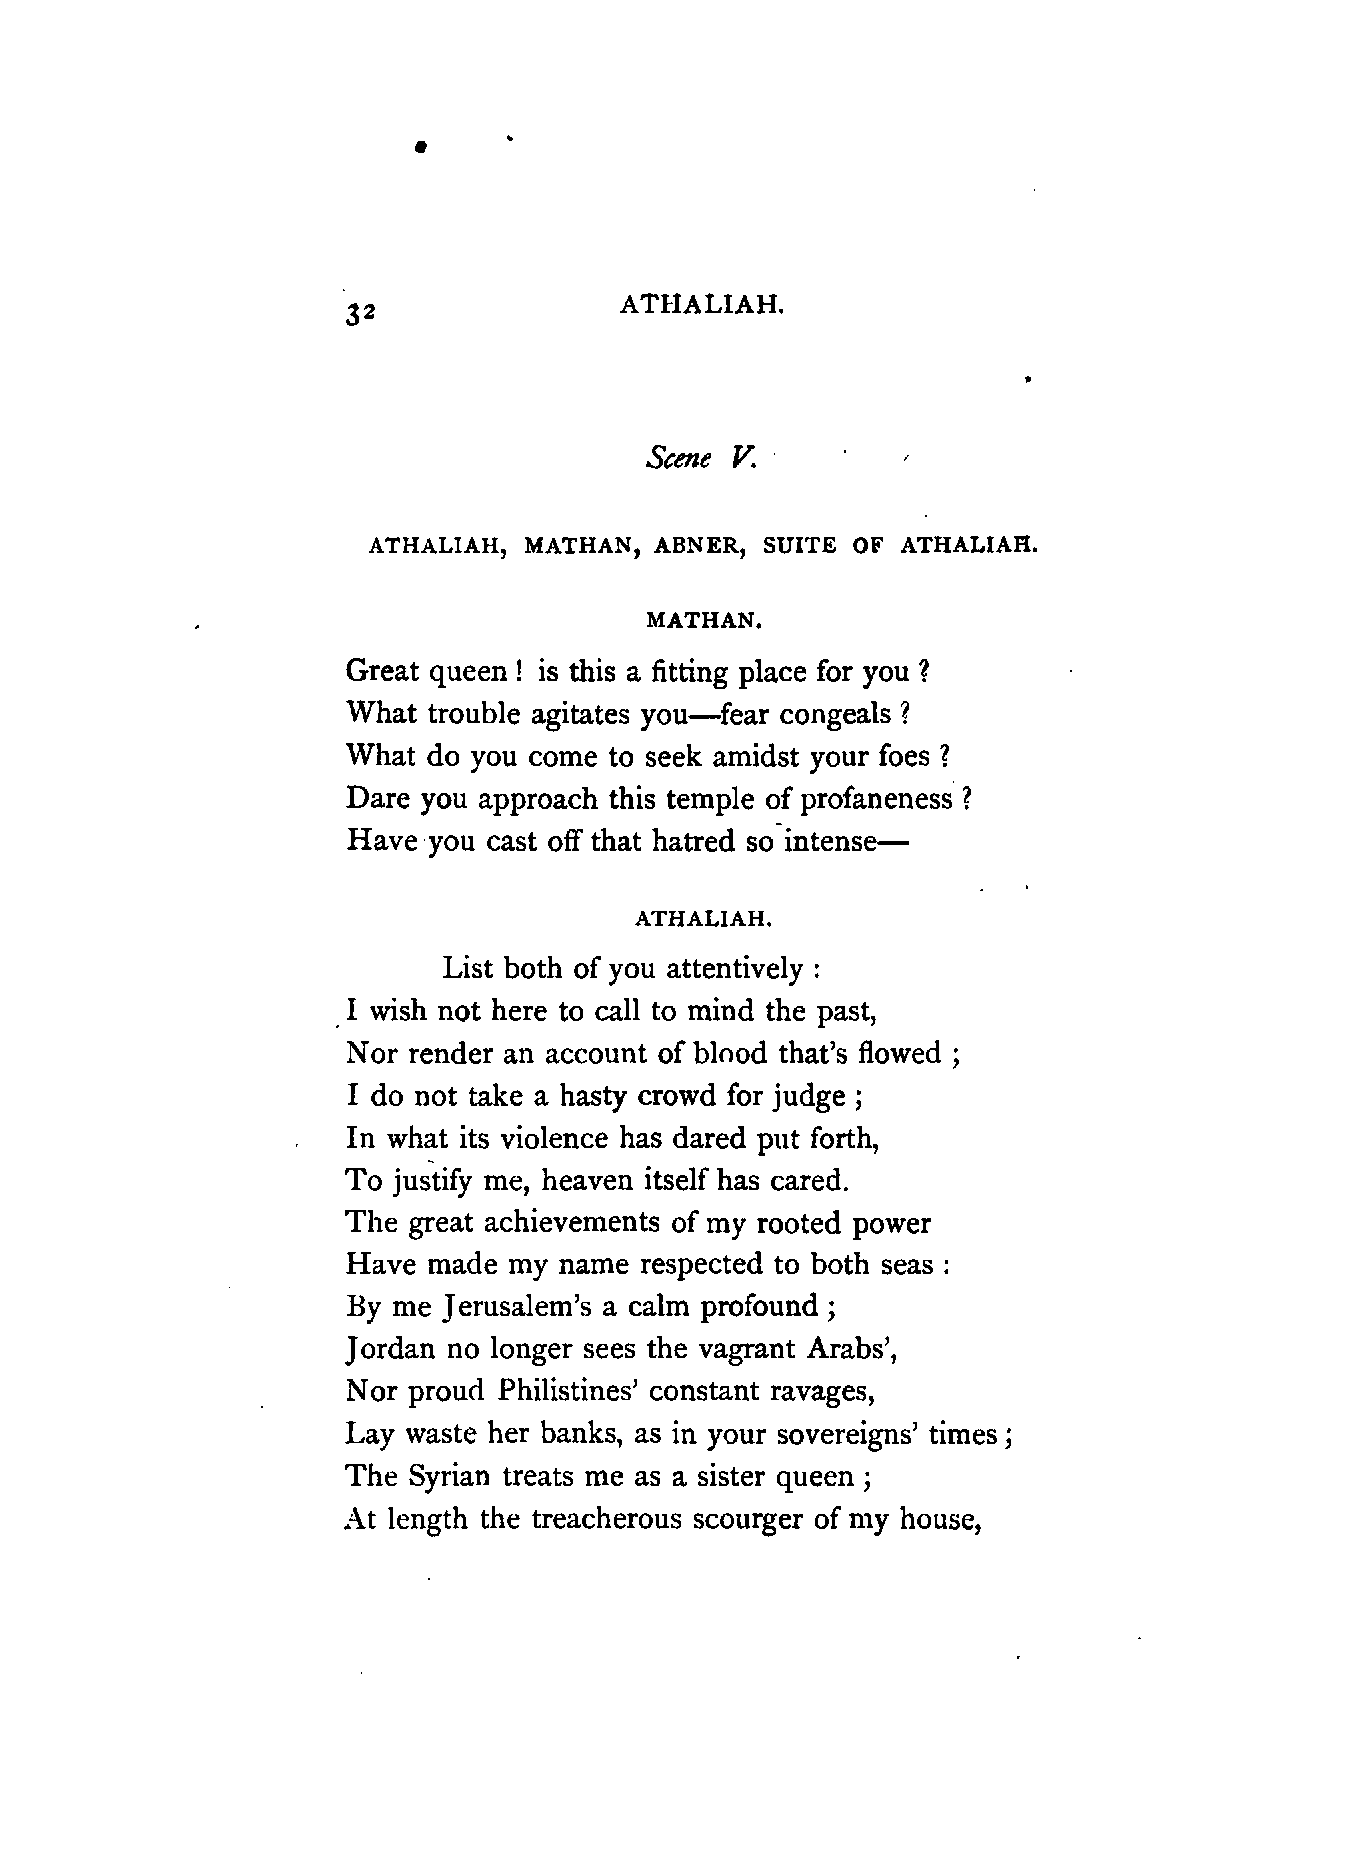 32 ATHALIAH.
Scene V.
ATHALIAH, MATHAN, ABNER, SUITE OF ATHALIAH.
MATHAN.
Great queen ! is this a fitting place for you ?
What trouble agitates you—fear congeals ?
What do you come to seek amidst your foes ?
Dare you approach this temple of profaneness ?
Have you cast off that hatred so intense—
ATHALIAH.
List both of you attentively :
I wish not here to call to mind the past,
Nor render an account of blood that's flowed ;
I do not take a hasty crowd for judge ;
In what its violence has dared put forth,
To justify me, heaven itself has cared.
The great achievements of my rooted power
Have made my name respected to both seas :
By me Jerusalem's a calm profound ;
Jordan no longer sees the vagrant Arabs',
Nor proud Philistines' constant ravages,
Lay waste her banks, as in your sovereigns' times ;
The Syrian treats me as a sister queen ;
At length the treacherous scourger of my house,